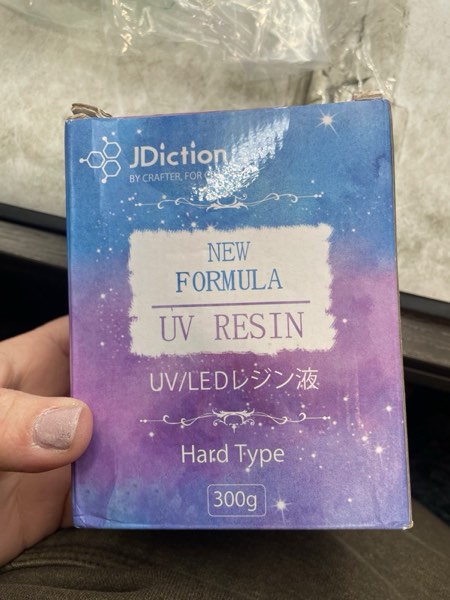 JDiction
BY CRAFTER, FOR
NEW
FORMULA
UV RESIN
UV/LEDレジン液
Hard Type
300g